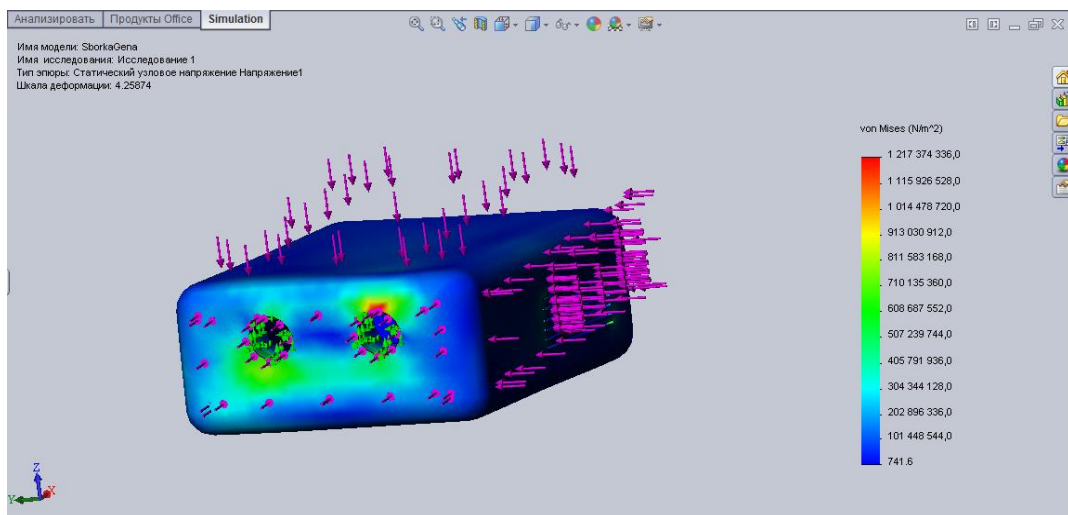 Анализировать Продукты Office Simulation
Имя модели: SborkaGena
Имя исследования: Исследование 1
Тип эпюры: Статический узловое напряжение Напряжение1
Шкала деформации: 4.25874
von Mises (N/m^2)
1 217 374 336,0
1 115 926 528,0
1 014 478 720,0
913 030 912,0
811 583 168,0
710 135 360,0
608 687 552,0
507 239 744,0
405 791 936,0
304 344 128,0
202 896 336,0
101 448 544,0
741.6
Z
Y X